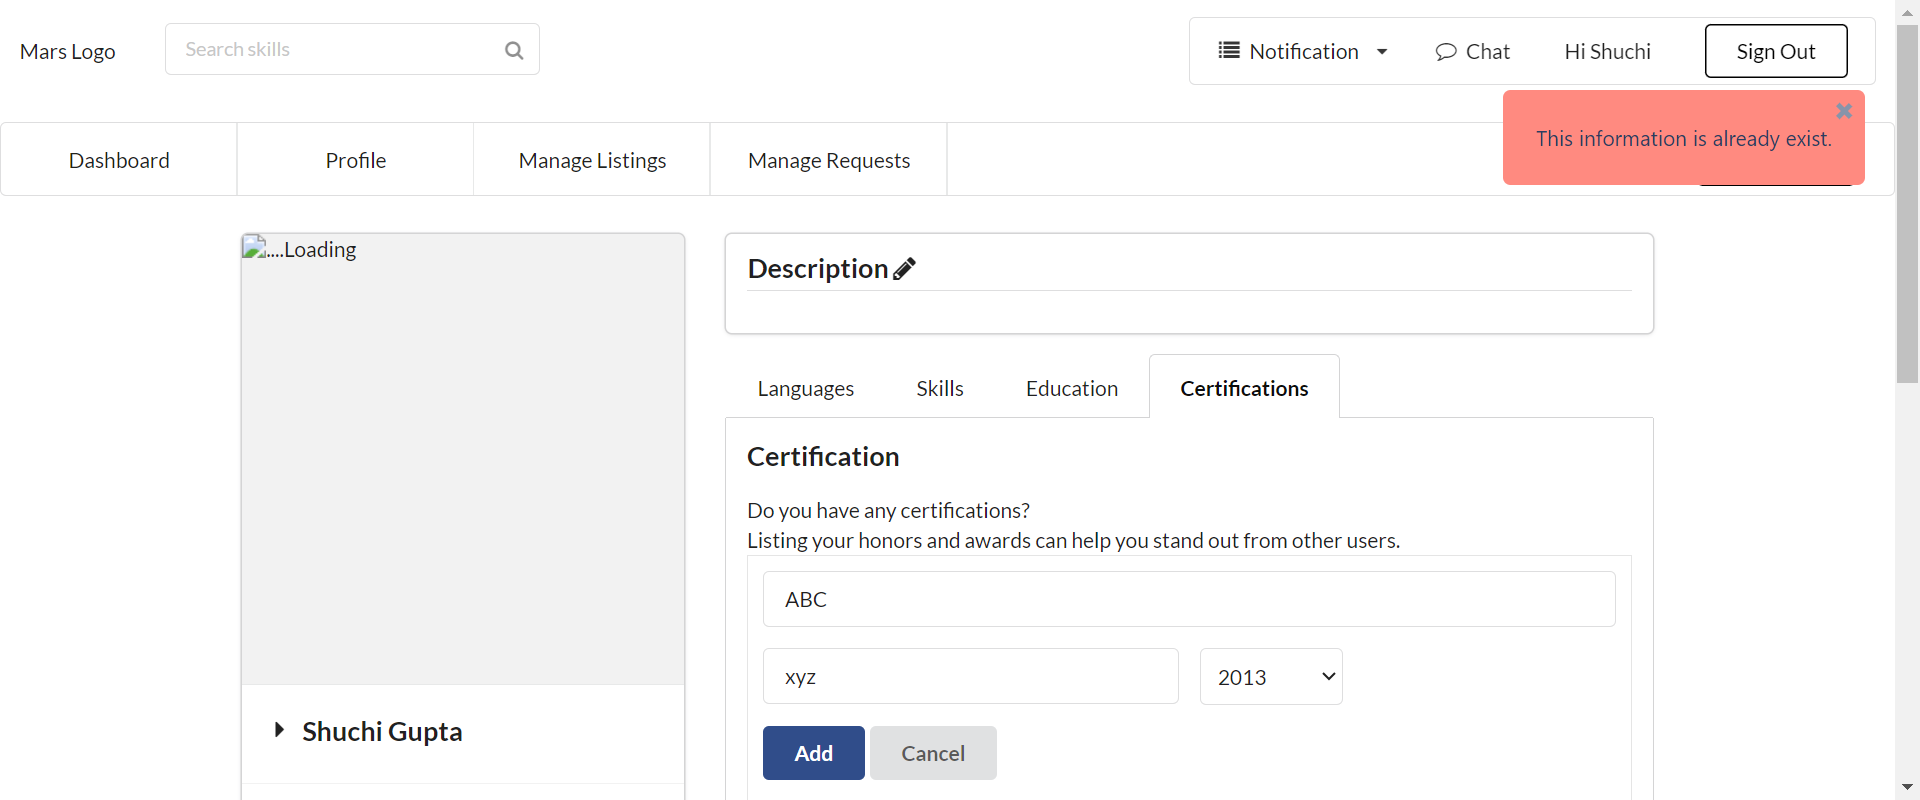 Mars Logo
Search skills
Notification
Chat
Hi Shuchi
Sign Out
This information is already exist.
Dashboard
Profile
Manage Listings
Manage Requests
....Loading
Shuchi Gupta
Description
Languages
Skills
Education
Certifications
Certification
Do you have any certifications?
Listing your honors and awards can help you stand out from other users.
ABC
xyz
2013
Add
Cancel